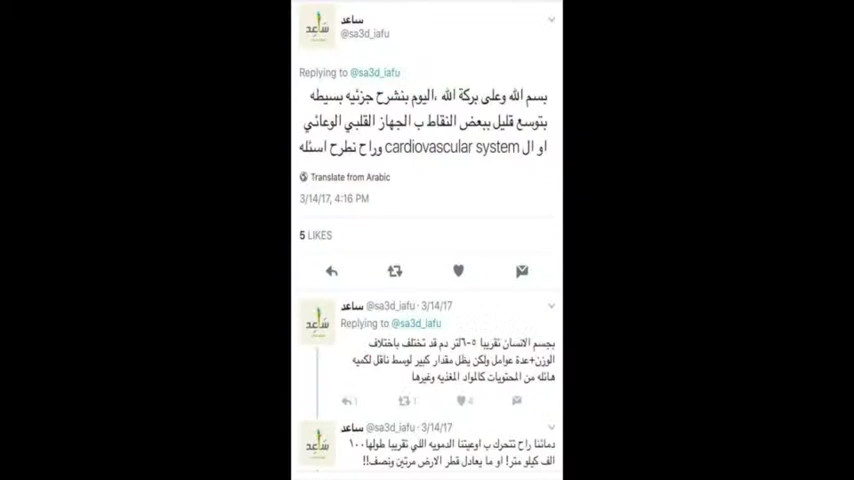 ساعد
@sa3d_iafu
Replying to @sa3d_iafu
بسم الله وعلى بركة الله ،اليوم بنشرح جزئيه بسيطه
بتوسع قليل ببعض النقاط ب الجهاز القلبي الوعائي
او ال cardiovascular system وراح نطرح اسئله
Translate from Arabic
3/14/17, 4:16 PM
5 LIKES
ساعد @sa3d_iafu · 3/14/17
Replying to @sa3d_iafu
بجسم الانسان تقريبا ٥-٦لتر دم قد تختلف باختلاف
الوزن+عدة عوامل ولكن يظل مقدار كبير لوسط ناقل لكميه
هائله من المحتويات كالمواد المغذيه وغيرها
1 1 4
ساعد @sa3d_iafu · 3/14/17
دمائنا راح تتحرك ب اوعيتنا الدمويه اللي تقريبا طولها ١٠٠
الف كيلو متر! او ما يعادل قطر الارض مرتين ونصف!!